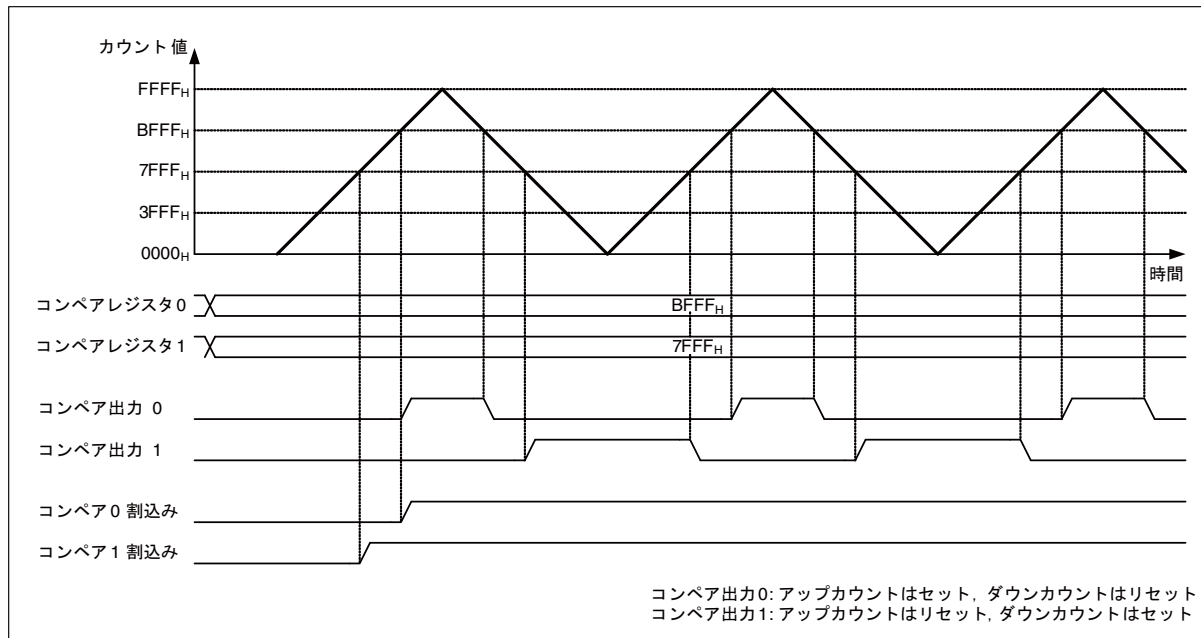 カウント値
FFFFH
BFFFH
7FFFH
3FFFH
0000H
時間
コンペアレジスタ0
BFFFH
コンペアレジスタ1
7FFFH
コンペア出力 0
コンペア出力 1
コンペア0 割込み
コンペア1 割込み
コンペア出力0: アップカウントはセット, ダウンカウントはリセット
コンペア出力1: アップカウントはリセット, ダウンカウントはセット